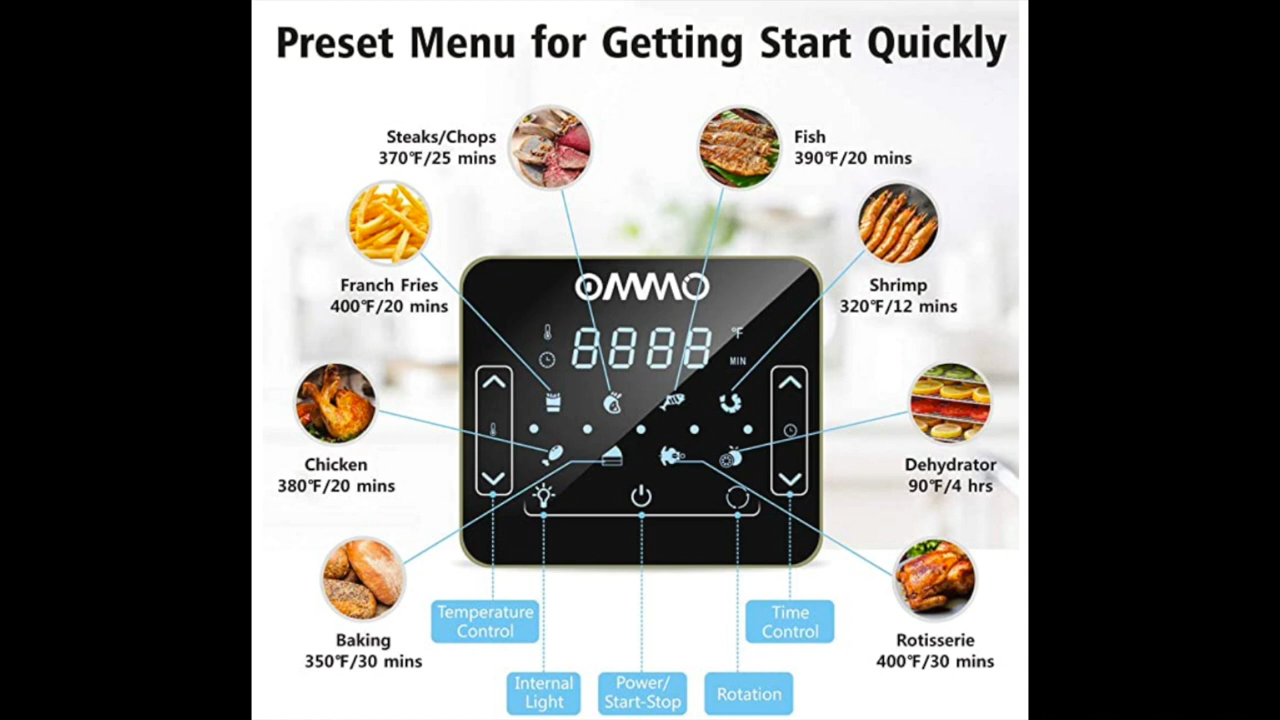 Preset Menu for Getting Start Quickly
Steaks/Chops
370°F/25 mins
Fish
390°F/20 mins
Franch Fries
400°F/20 mins
Shrimp
320°F/12 mins
OMMO
8888
°F
MIN
Chicken
380°F/20 mins
Dehydrator
90°F/4 hrs
Baking
350°F/30 mins
Temperature
Control
Time
Control
Rotisserie
400°F/30 mins
Internal
Light
Power/
Start-Stop
Rotation